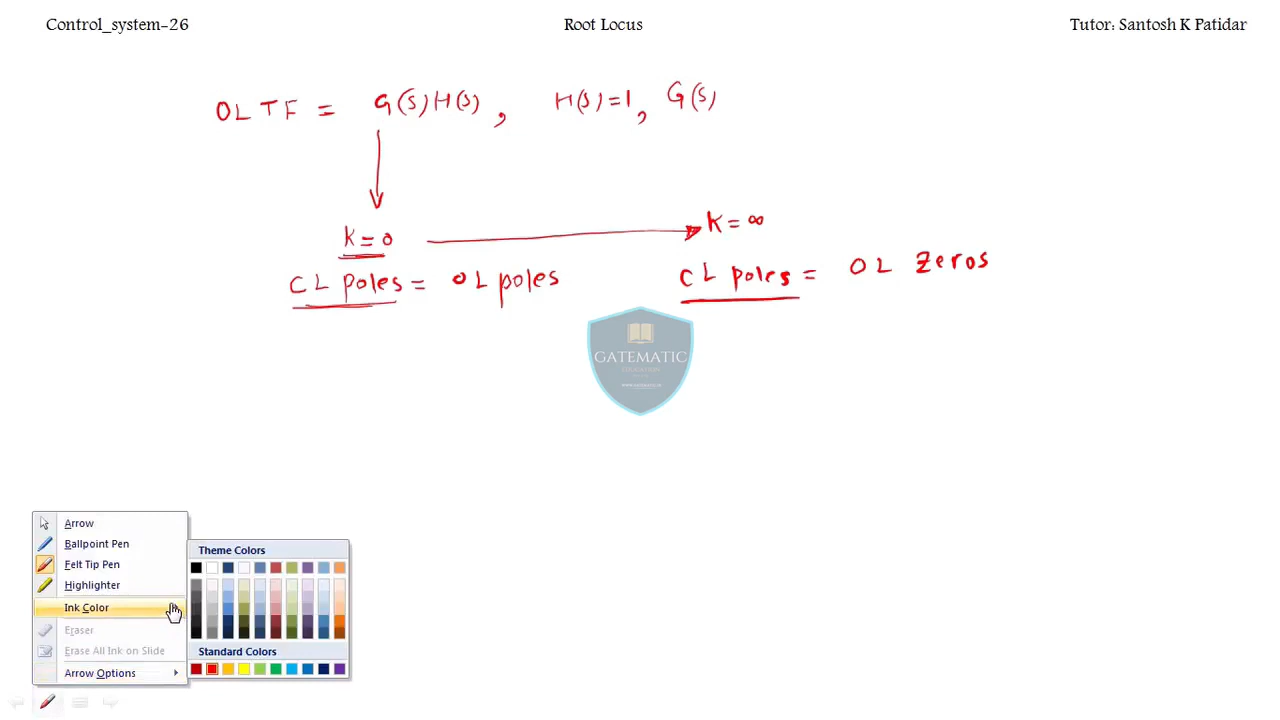 Control_system-26 Root Locus Tutor: Santosh K Patidar
OLTF = G(S)H(S), H(S)=1, G(S)
K=0 K=∞
CL poles = OL poles CL poles = OL Zeros
GATEMATIC
EDUCATION
Arrow
Ballpoint Pen
Felt Tip Pen
Highlighter
Ink Color
Eraser
Erase All Ink on Slide
Arrow Options
Theme Colors
Standard Colors